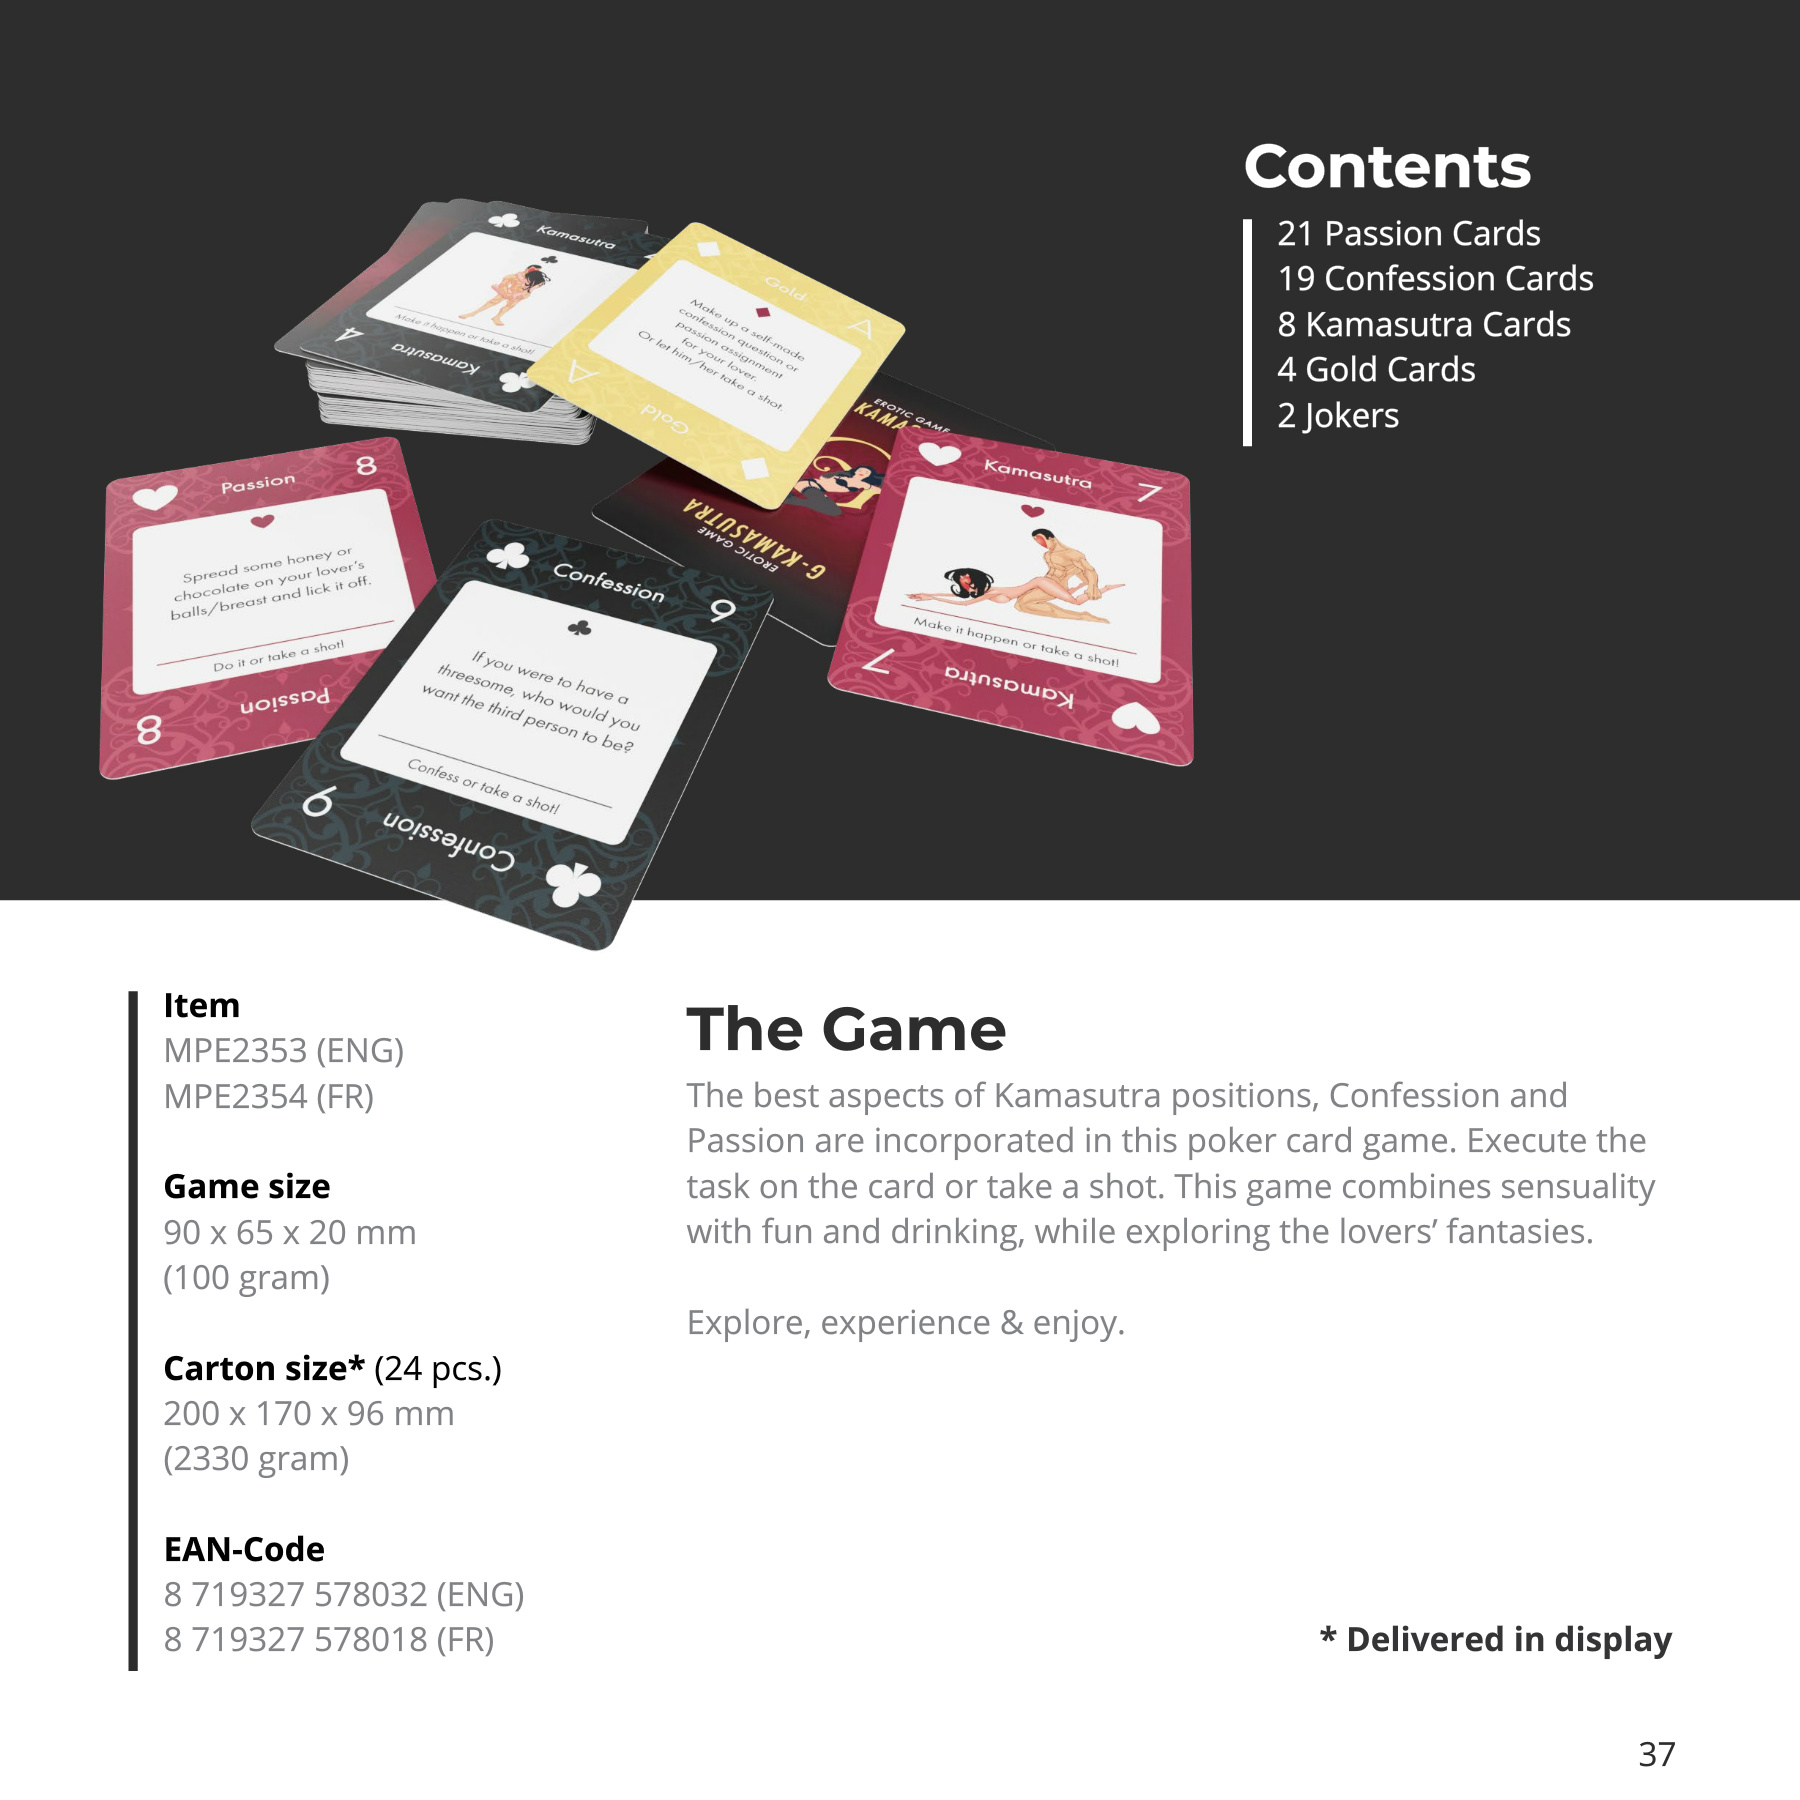 Contents
21 Passion Cards
19 Confession Cards
8 Kamasutra Cards
4 Gold Cards
2 Jokers
Kamasutra
Make it happen or take a shot!
4
Kamasutra
Gold
A
Make up a self-made
confession question or
passion assignment
for your lover.
Or let him/her take a shot.
A
Gold
EROTIC GAME
G-KAMASUTRA
EROTIC GAME
Passion
8
Spread some honey or
chocolate on your lover's
balls/breast and lick it off.
Do it or take a shot!
Passion
8
Confession
9
If you were to have a
threesome, who would you
want the third person to be?
Confess or take a shot!
9
Confession
Kamasutra
7
Make it happen or take a shot!
7
Kamasutra
Item
MPE2353 (ENG)
MPE2354 (FR)
Game size
90 x 65 x 20 mm
(100 gram)
Carton size* (24 pcs.)
200 x 170 x 96 mm
(2330 gram)
EAN-Code
8 719327 578032 (ENG)
8 719327 578018 (FR)
The Game
The best aspects of Kamasutra positions, Confession and
Passion are incorporated in this poker card game. Execute the
task on the card or take a shot. This game combines sensuality
with fun and drinking, while exploring the lovers’ fantasies.
Explore, experience & enjoy.
* Delivered in display
37